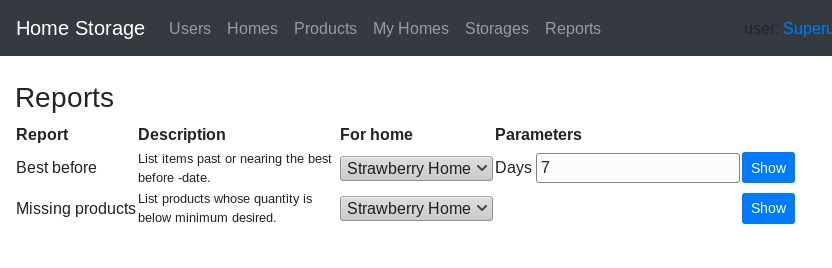 Home Storage Users Homes Products My Homes Storages Reports user:
Reports
Report Description For home Parameters
Best before List items past or nearing the best before -date. Strawberry Home Days 7 Show
Missing products List products whose quantity is below minimum desired. Strawberry Home Show